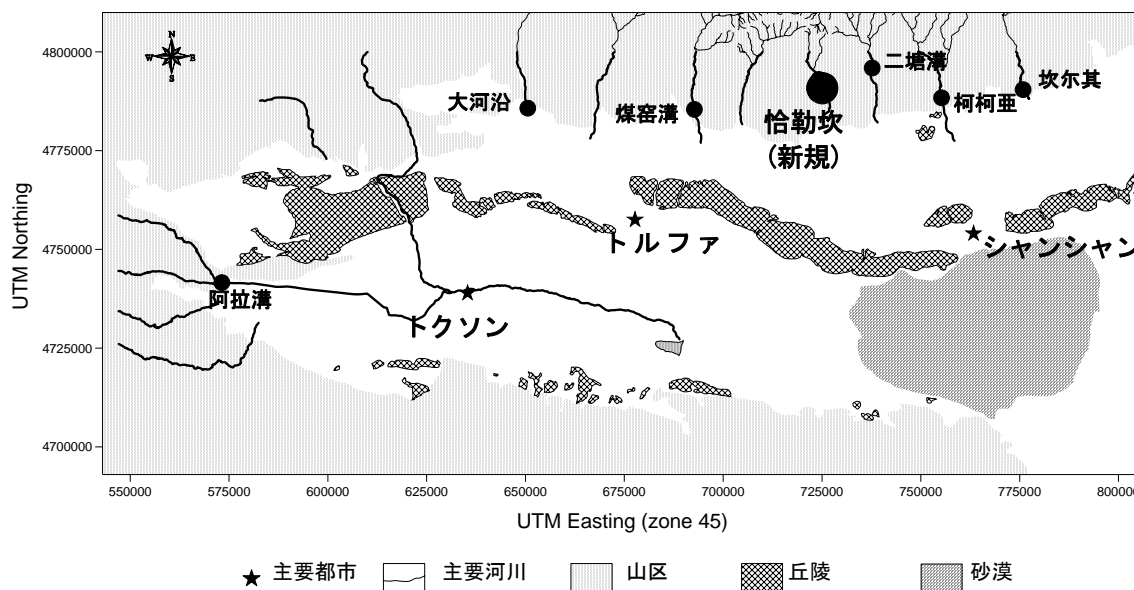 4800000
4775000
4750000
4725000
4700000
UTM Northing
N
W E
S
大河沿
煤窑溝
恰勒坎
(新規)
二塘溝
柯柯亜
坎尔其
トルファ
シャンシャン
阿拉溝
トクソン
550000 575000 600000 625000 650000 675000 700000 725000 750000 775000 800000
UTM Easting (zone 45)
主要都市 主要河川 山区 丘陵 砂漠